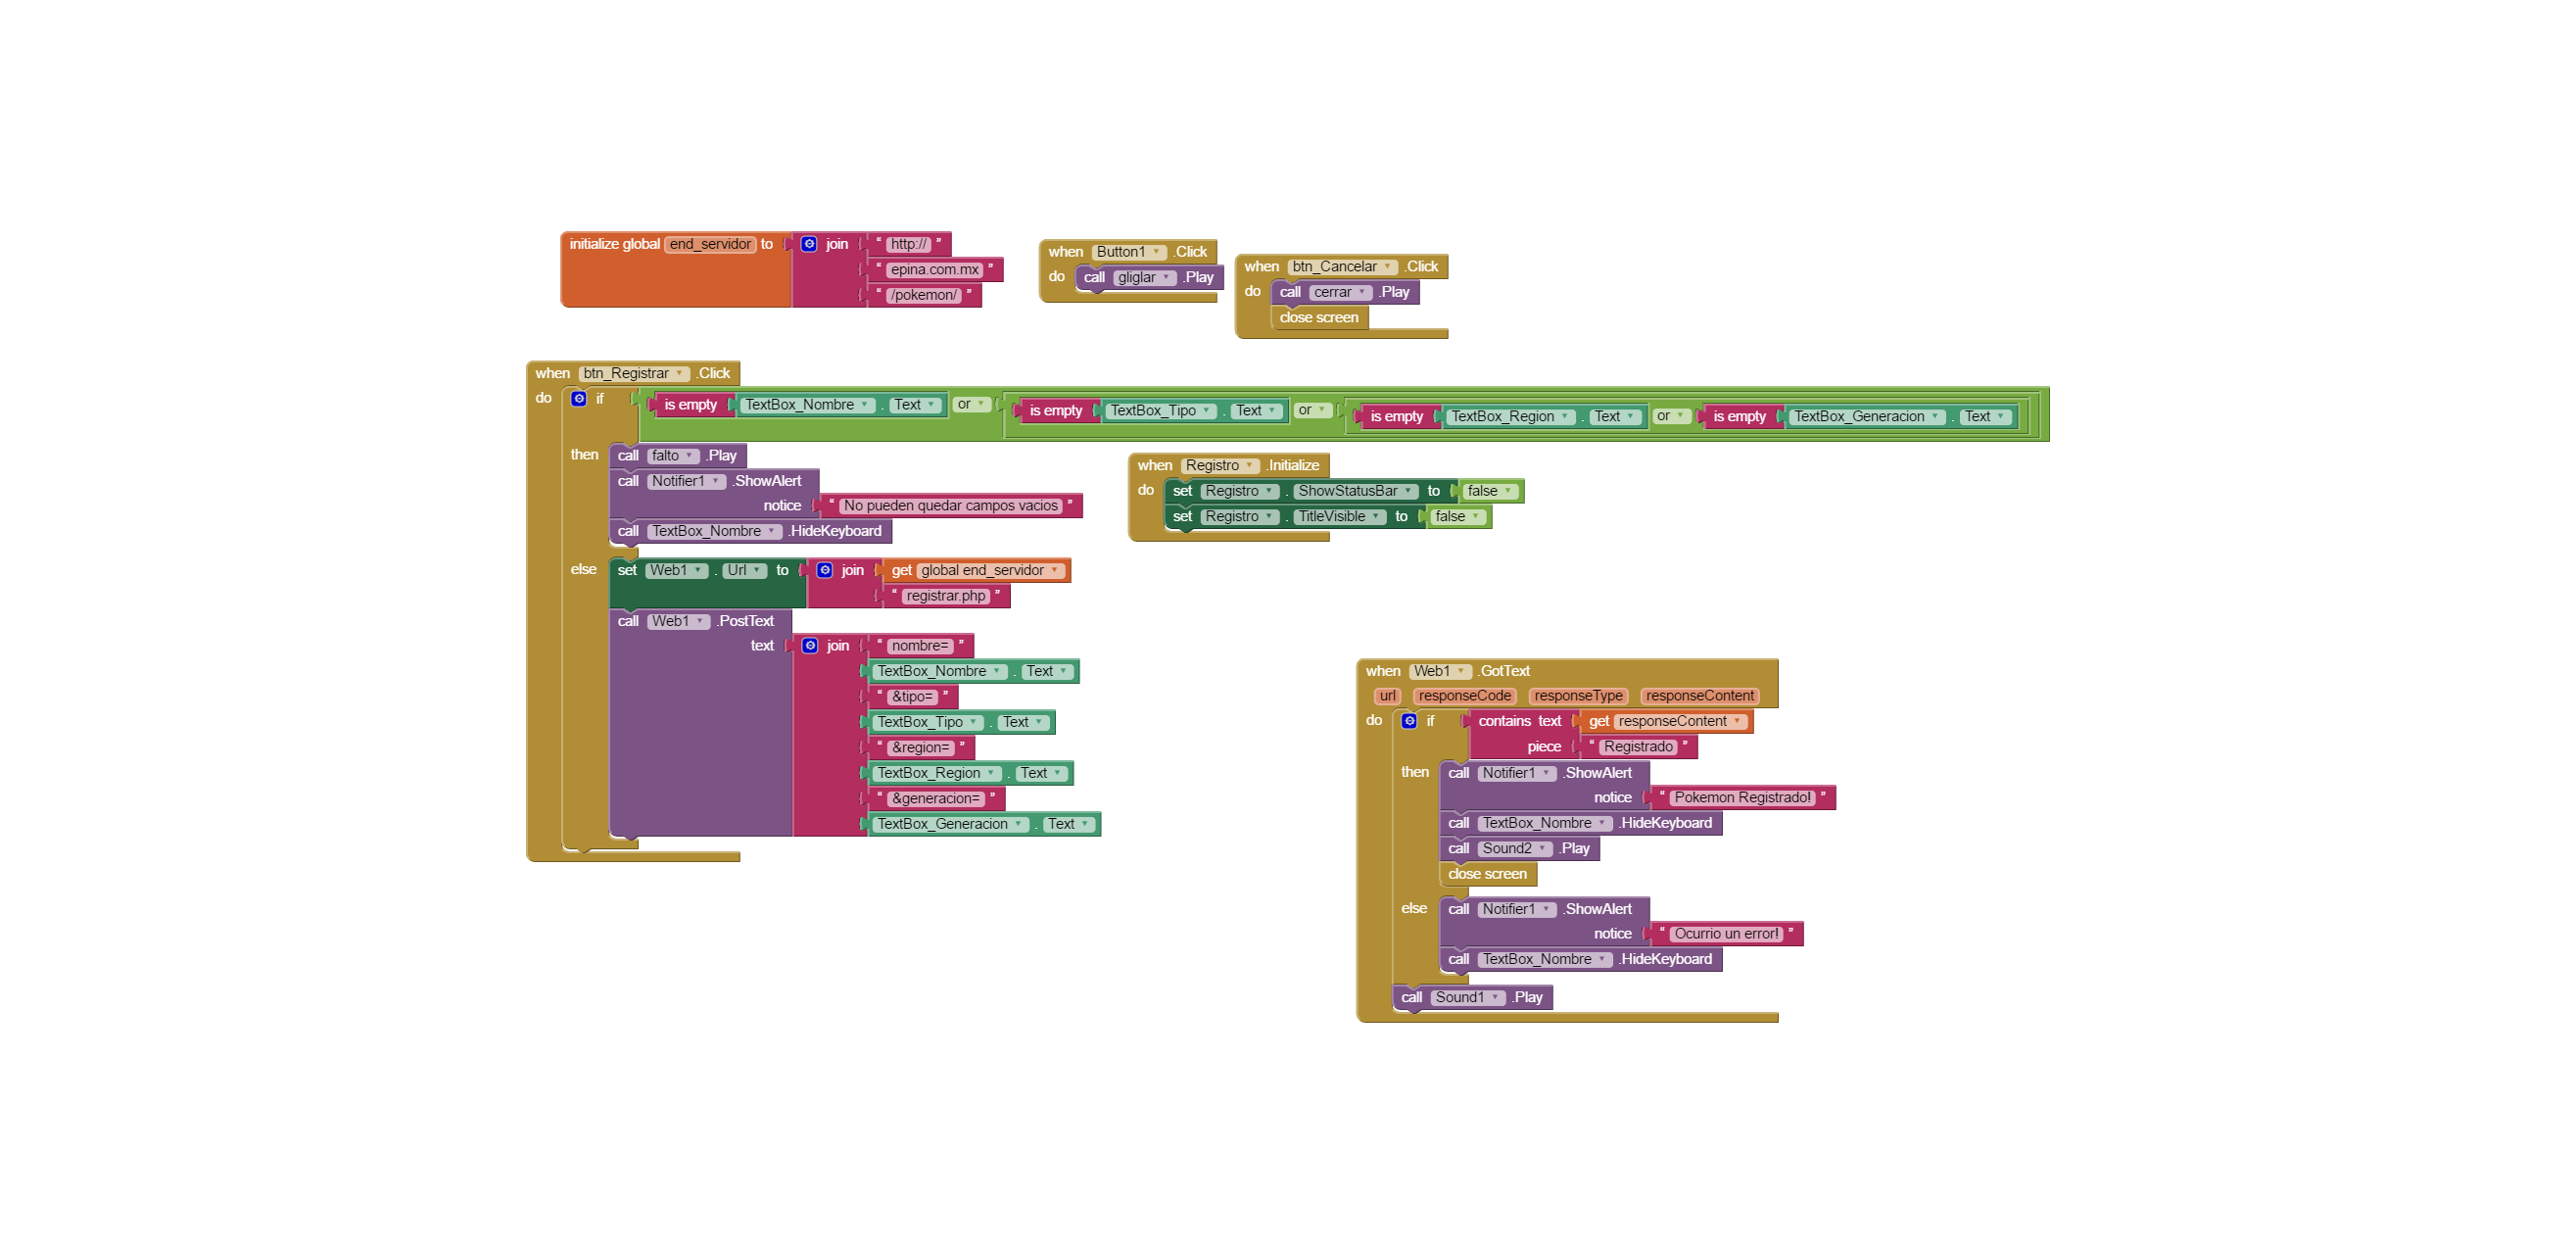 initialize global end_servidor to join " http:// "
" epina.com.mx "
" /pokemon/ "
when Button1 .Click
do call gliglar .Play
when btn_Cancelar .Click
do call cerrar .Play
close screen
when btn_Registrar .Click
do if is empty TextBox_Nombre . Text or is empty TextBox_Tipo . Text or is empty TextBox_Region . Text or is empty TextBox_Generacion . Text
then call falto .Play
call Notifier1 .ShowAlert
notice " No pueden quedar campos vacios "
call TextBox_Nombre .HideKeyboard
else set Web1 . Url to join get global end_servidor
" registrar.php "
call Web1 .PostText
text join " nombre= "
TextBox_Nombre . Text
" &tipo= "
TextBox_Tipo . Text
" &region= "
TextBox_Region . Text
" &generacion= "
TextBox_Generacion . Text
when Registro .Initialize
do set Registro . ShowStatusBar to false
set Registro . TitleVisible to false
when Web1 .GotText
url responseCode responseType responseContent
do if contains text get responseContent
piece " Registrado "
then call Notifier1 .ShowAlert
notice " Pokemon Registrado! "
call TextBox_Nombre .HideKeyboard
call Sound2 .Play
close screen
else call Notifier1 .ShowAlert
notice " Ocurrio un error! "
call TextBox_Nombre .HideKeyboard
call Sound1 .Play